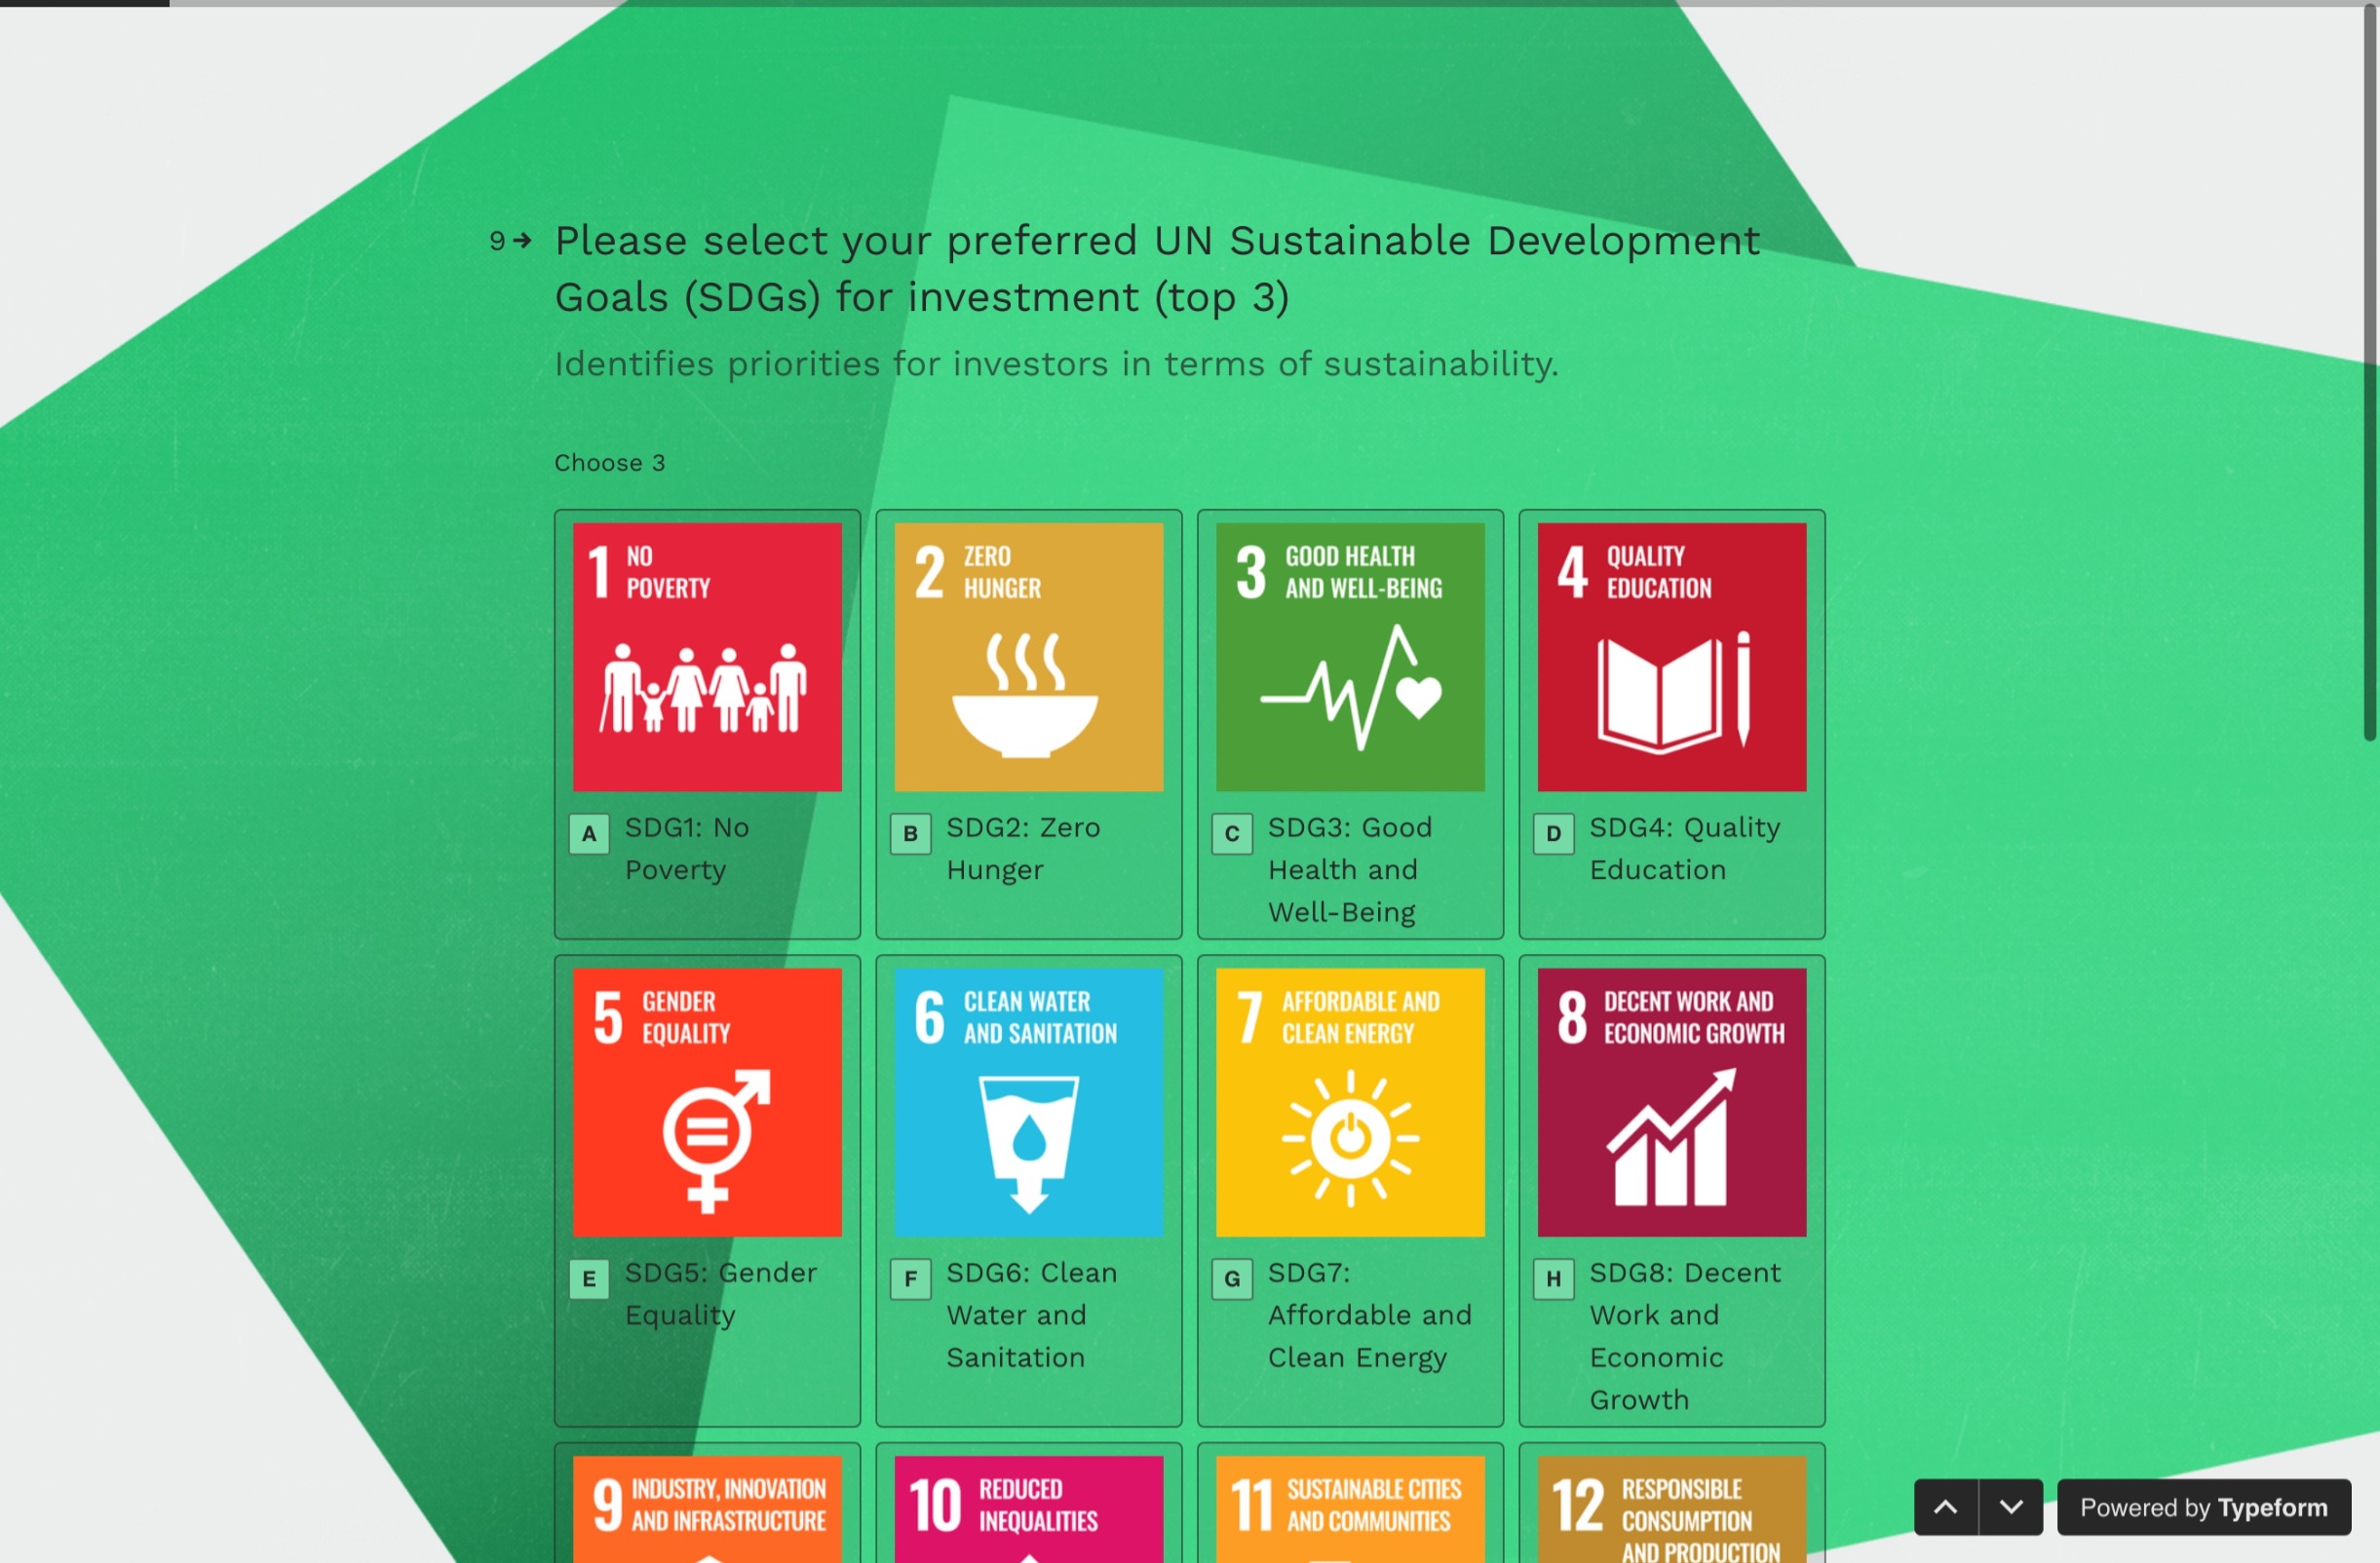 9 → Please select your preferred UN Sustainable Development
Goals (SDGs) for investment (top 3)
Identifies priorities for investors in terms of sustainability.
Choose 3
1 NO
POVERTY
A SDG1: No
Poverty
2 ZERO
HUNGER
B SDG2: Zero
Hunger
3 GOOD HEALTH
AND WELL-BEING
C SDG3: Good
Health and
Well-Being
4 QUALITY
EDUCATION
D SDG4: Quality
Education
5 GENDER
EQUALITY
E SDG5: Gender
Equality
6 CLEAN WATER
AND SANITATION
F SDG6: Clean
Water and
Sanitation
7 AFFORDABLE AND
CLEAN ENERGY
G SDG7:
Affordable and
Clean Energy
8 DECENT WORK AND
ECONOMIC GROWTH
H SDG8: Decent
Work and
Economic
Growth
9 INDUSTRY, INNOVATION
AND INFRASTRUCTURE
10 REDUCED
INEQUALITIES
11 SUSTAINABLE CITIES
AND COMMUNITIES
12 RESPONSIBLE
CONSUMPTION
AND PRODUCTION
Powered by Typeform